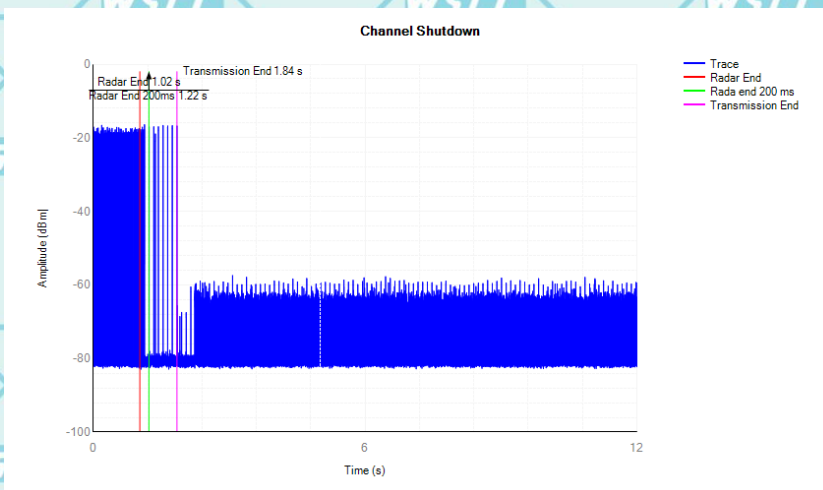 Channel Shutdown
Transmission End 1.84 s
Radar End 1.02 s
Radar End 200ms 1.22 s
Trace
Radar End
Rada end 200 ms
Transmission End
0
-20
-40
-60
-80
-100
Amplitude (dBm)
0
6
12
Time (s)